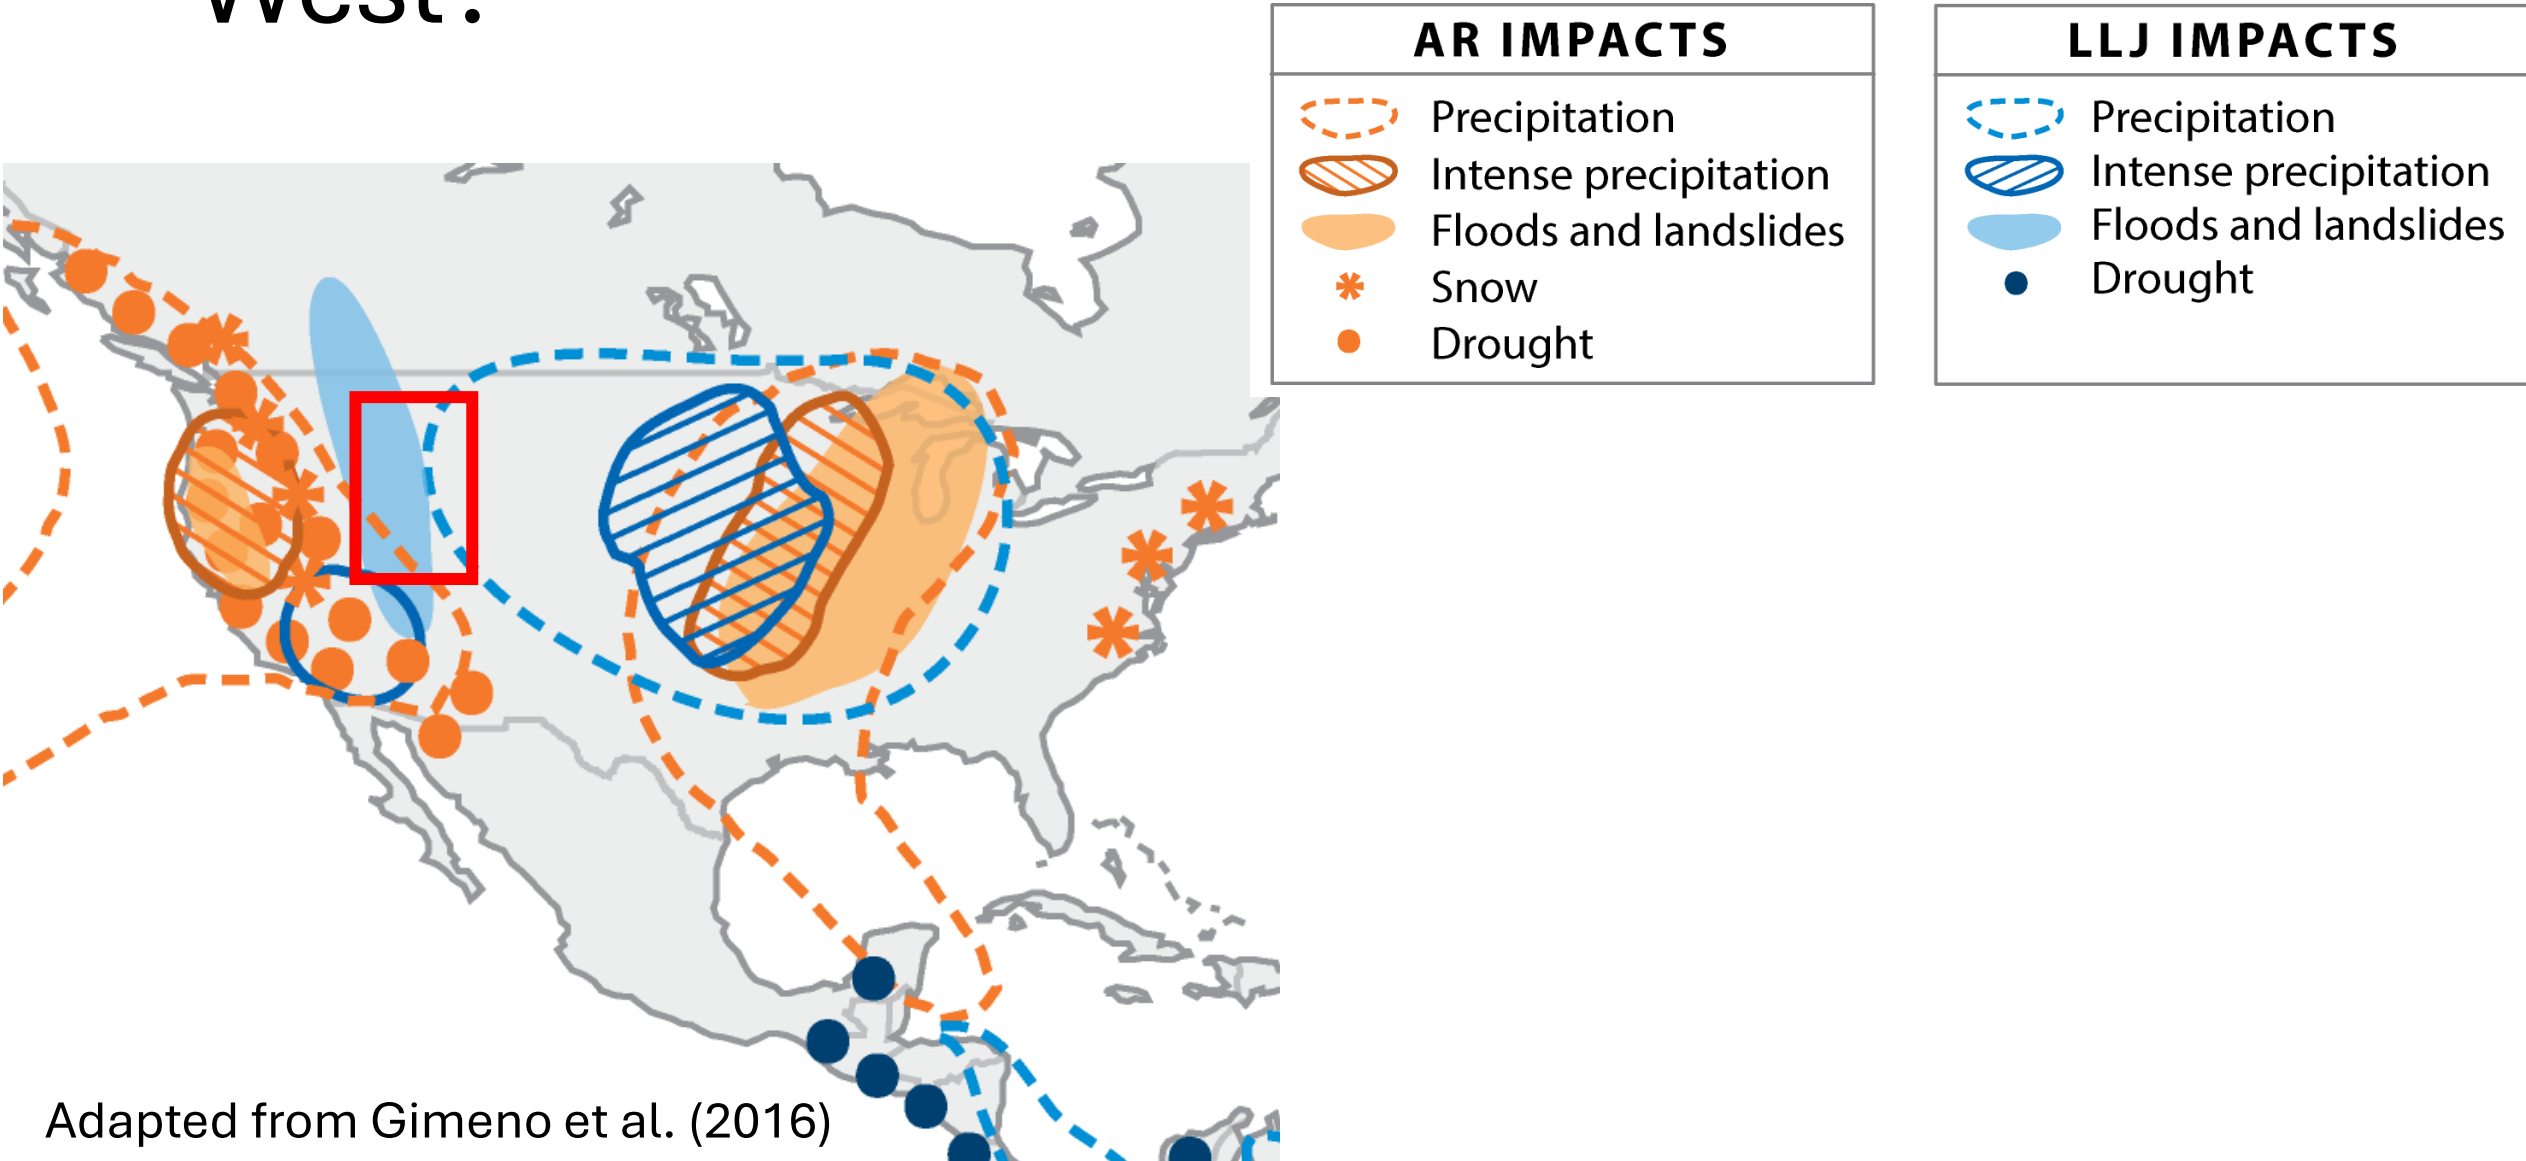 West?
AR IMPACTS
Precipitation
Intense precipitation
Floods and landslides
Snow
Drought
LLJ IMPACTS
Precipitation
Intense precipitation
Floods and landslides
Drought
Adapted from Gimeno et al. (2016)